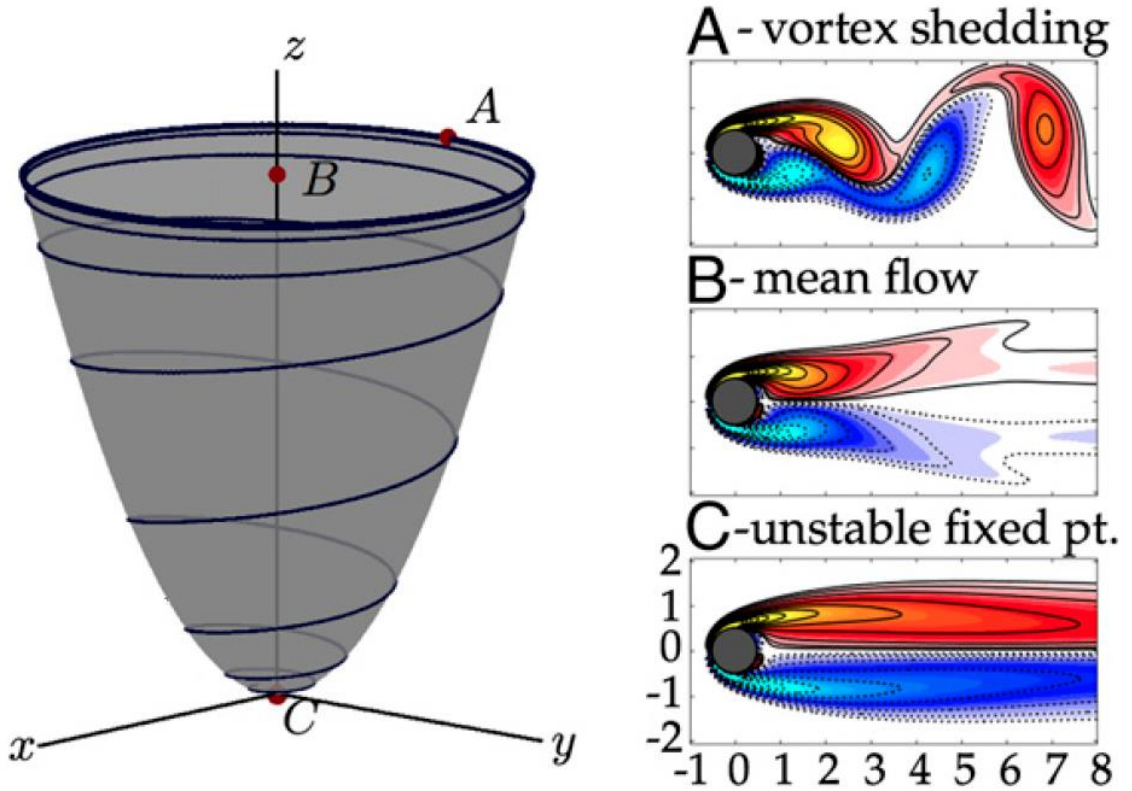 z
A
B
C
x
y
A - vortex shedding
B- mean flow
C-unstable fixed pt.
2
1
0
-1
-2
-1 0 1 2 3 4 5 6 7 8